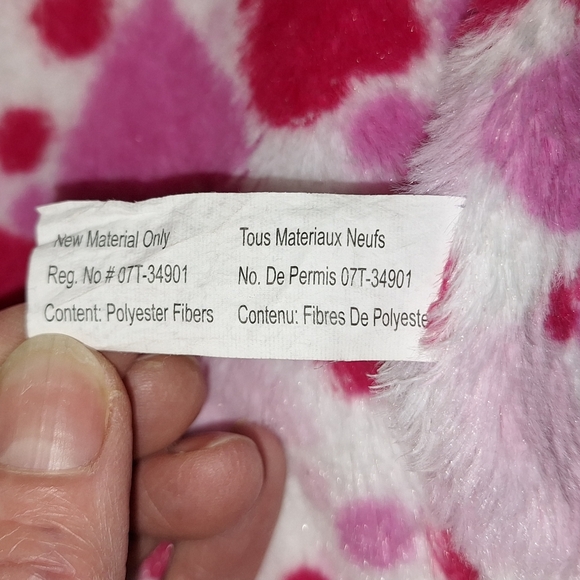 New Material Only
Reg. No # 07T-34901
Content: Polyester Fibers
Tous Materiaux Neufs
No. De Permis 07T-34901
Contenu: Fibres De Polyeste